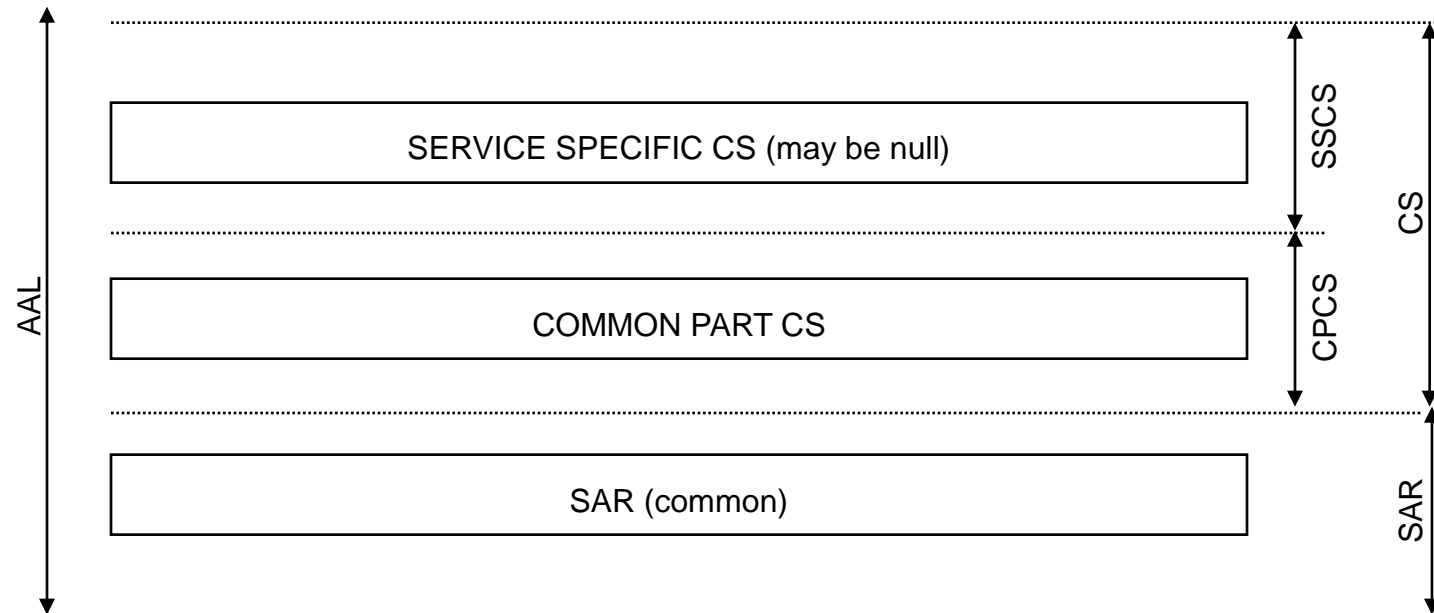 SSCS
SERVICE SPECIFIC CS (may be null)
CS
AAL
CPCS
COMMON PART CS
SAR (common)
SAR